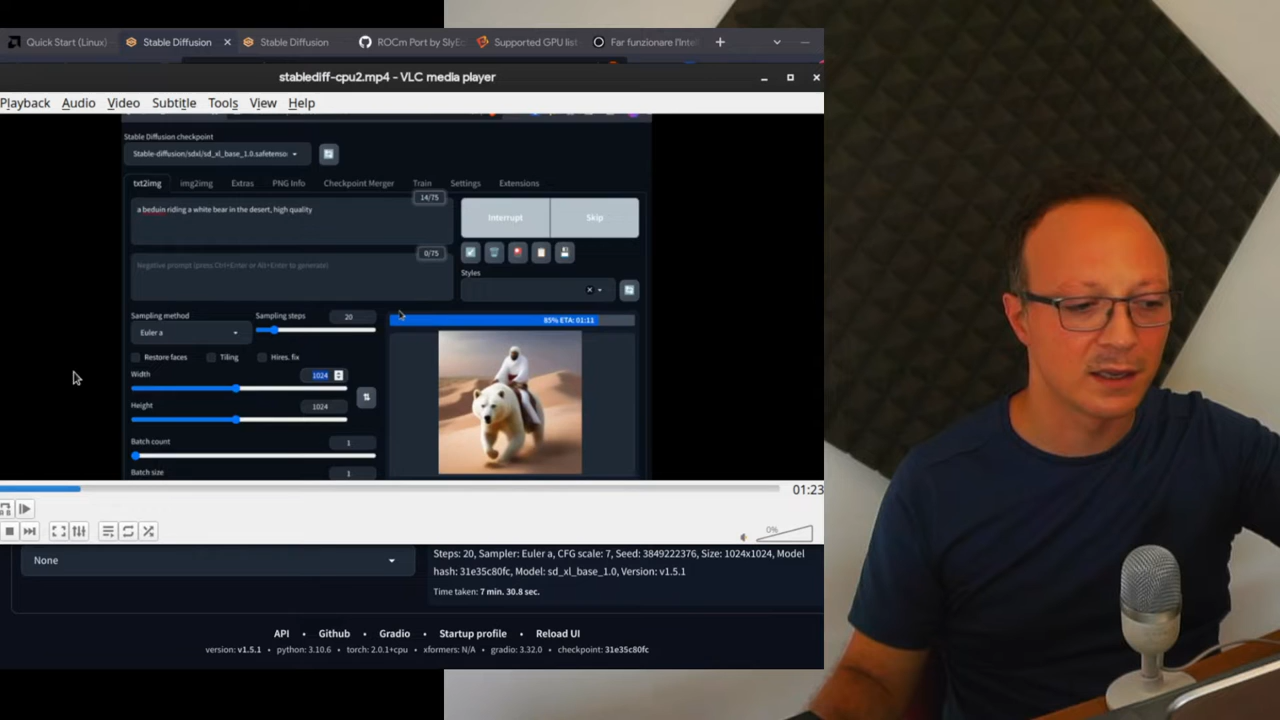 Quick Start (Linux)
Stable Diffusion
Stable Diffusion
ROCm Port by SlyEc
Supported GPU list
Far funzionare l'Inte
stablediff-cpu2.mp4 - VLC media player
Playback Audio Video Subtitle Tools View Help
Stable Diffusion checkpoint
Stable-diffusion/sdxl/sd_xl_base_1.0.safetenso
txt2img img2img Extras PNG Info Checkpoint Merger Train Settings Extensions
14/75
a beduin riding a white bear in the desert, high quality
Interrupt Skip
0/75
Negative prompt (press Ctrl+Enter or Alt+Enter to generate)
Styles
Sampling method
Sampling steps 20
Euler a
85% ETA: 01:11
Restore faces Tiling Hires. fix
Width 1024
Height 1024
Batch count 1
Batch size 1
01:23
0%
None
Steps: 20, Sampler: Euler a, CFG scale: 7, Seed: 3849222376, Size: 1024x1024, Model
hash: 31e35c80fc, Model: sd_xl_base_1.0, Version: v1.5.1
Time taken: 7 min. 30.8 sec.
API • Github • Gradio • Startup profile • Reload UI
version: v1.5.1 • python: 3.10.6 • torch: 2.0.1+cpu • xformers: N/A • gradio: 3.32.0 • checkpoint: 31e35c80fc